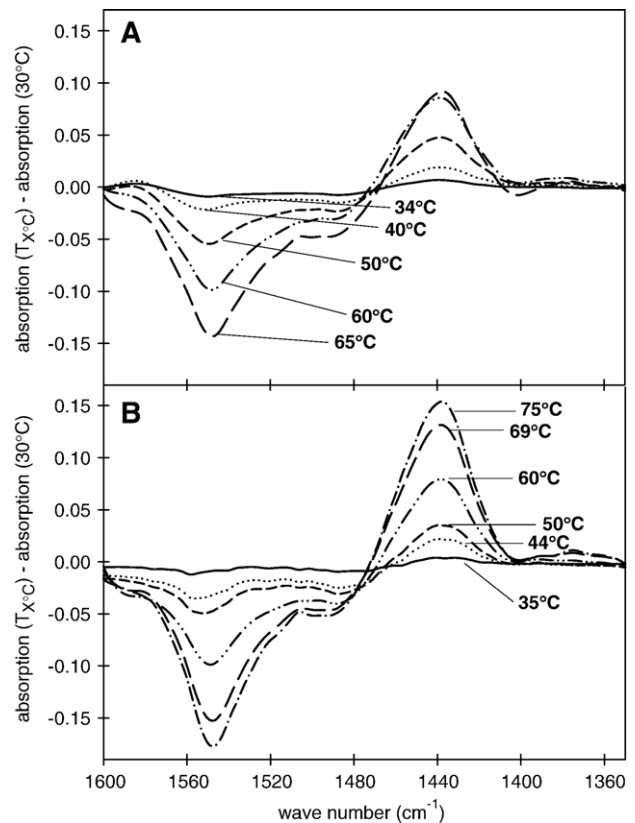 A
absorption (TX°C) - absorption (30°C)
0.15
0.10
0.05
0.00
-0.05
-0.10
-0.15
34°C
40°C
50°C
60°C
65°C
B
absorption (TX°C) - absorption (30°C)
0.15
0.10
0.05
0.00
-0.05
-0.10
-0.15
75°C
69°C
60°C
50°C
44°C
35°C
1600 1560 1520 1480 1440 1400 1360
wave number (cm⁻¹)